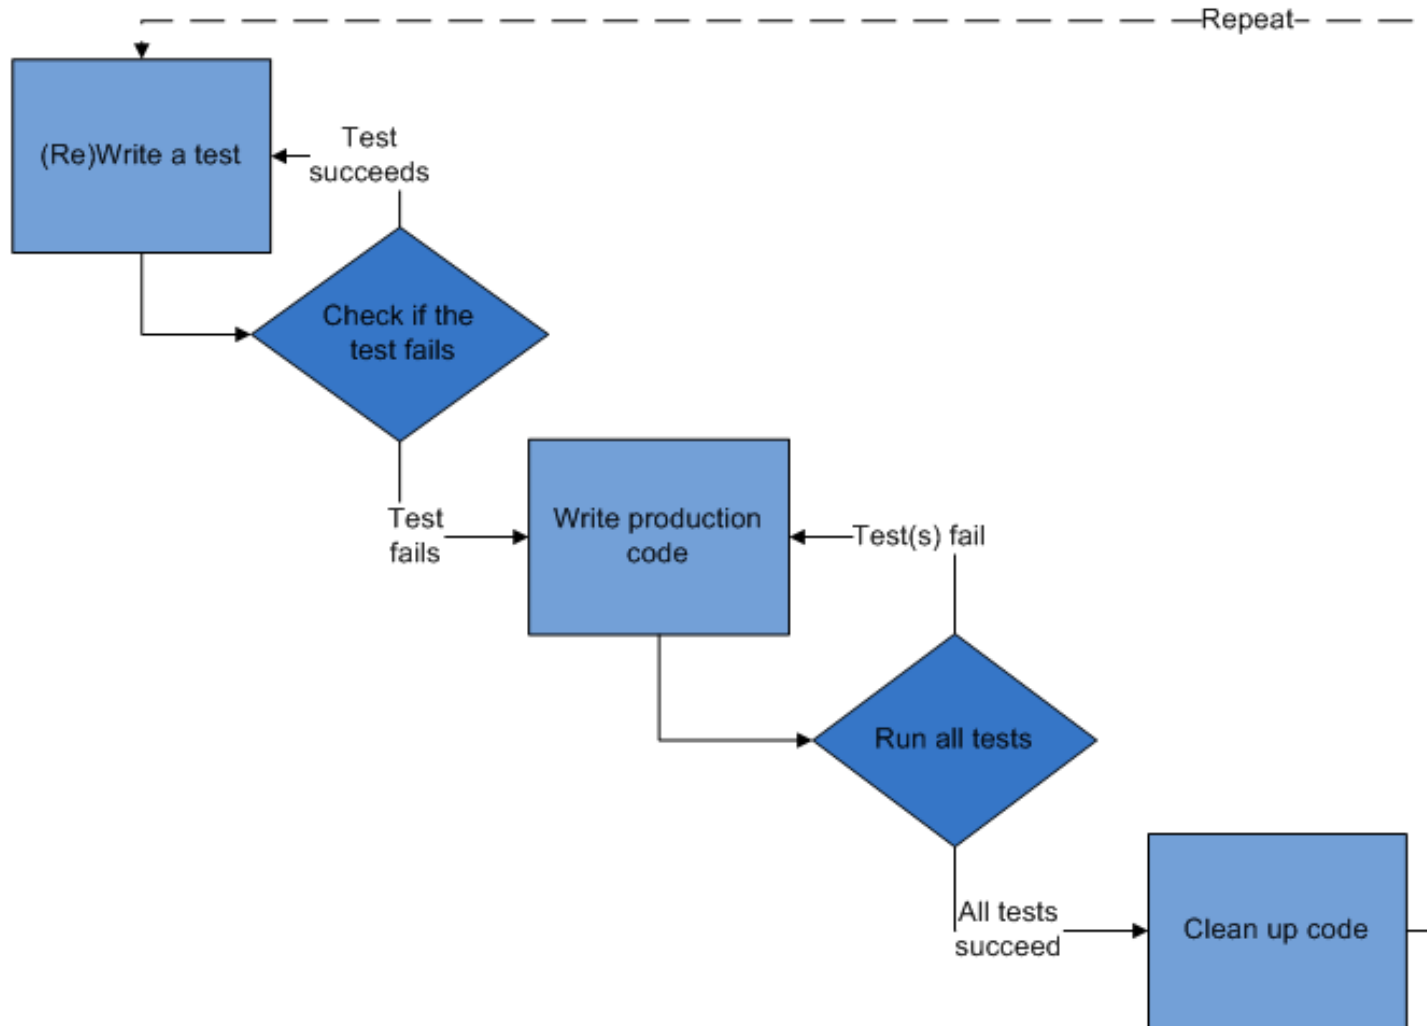 Repeat
(Re)Write a test
Test
succeeds
Check if the
test fails
Test
fails
Write production
code
Test(s) fail
Run all tests
All tests
succeed
Clean up code